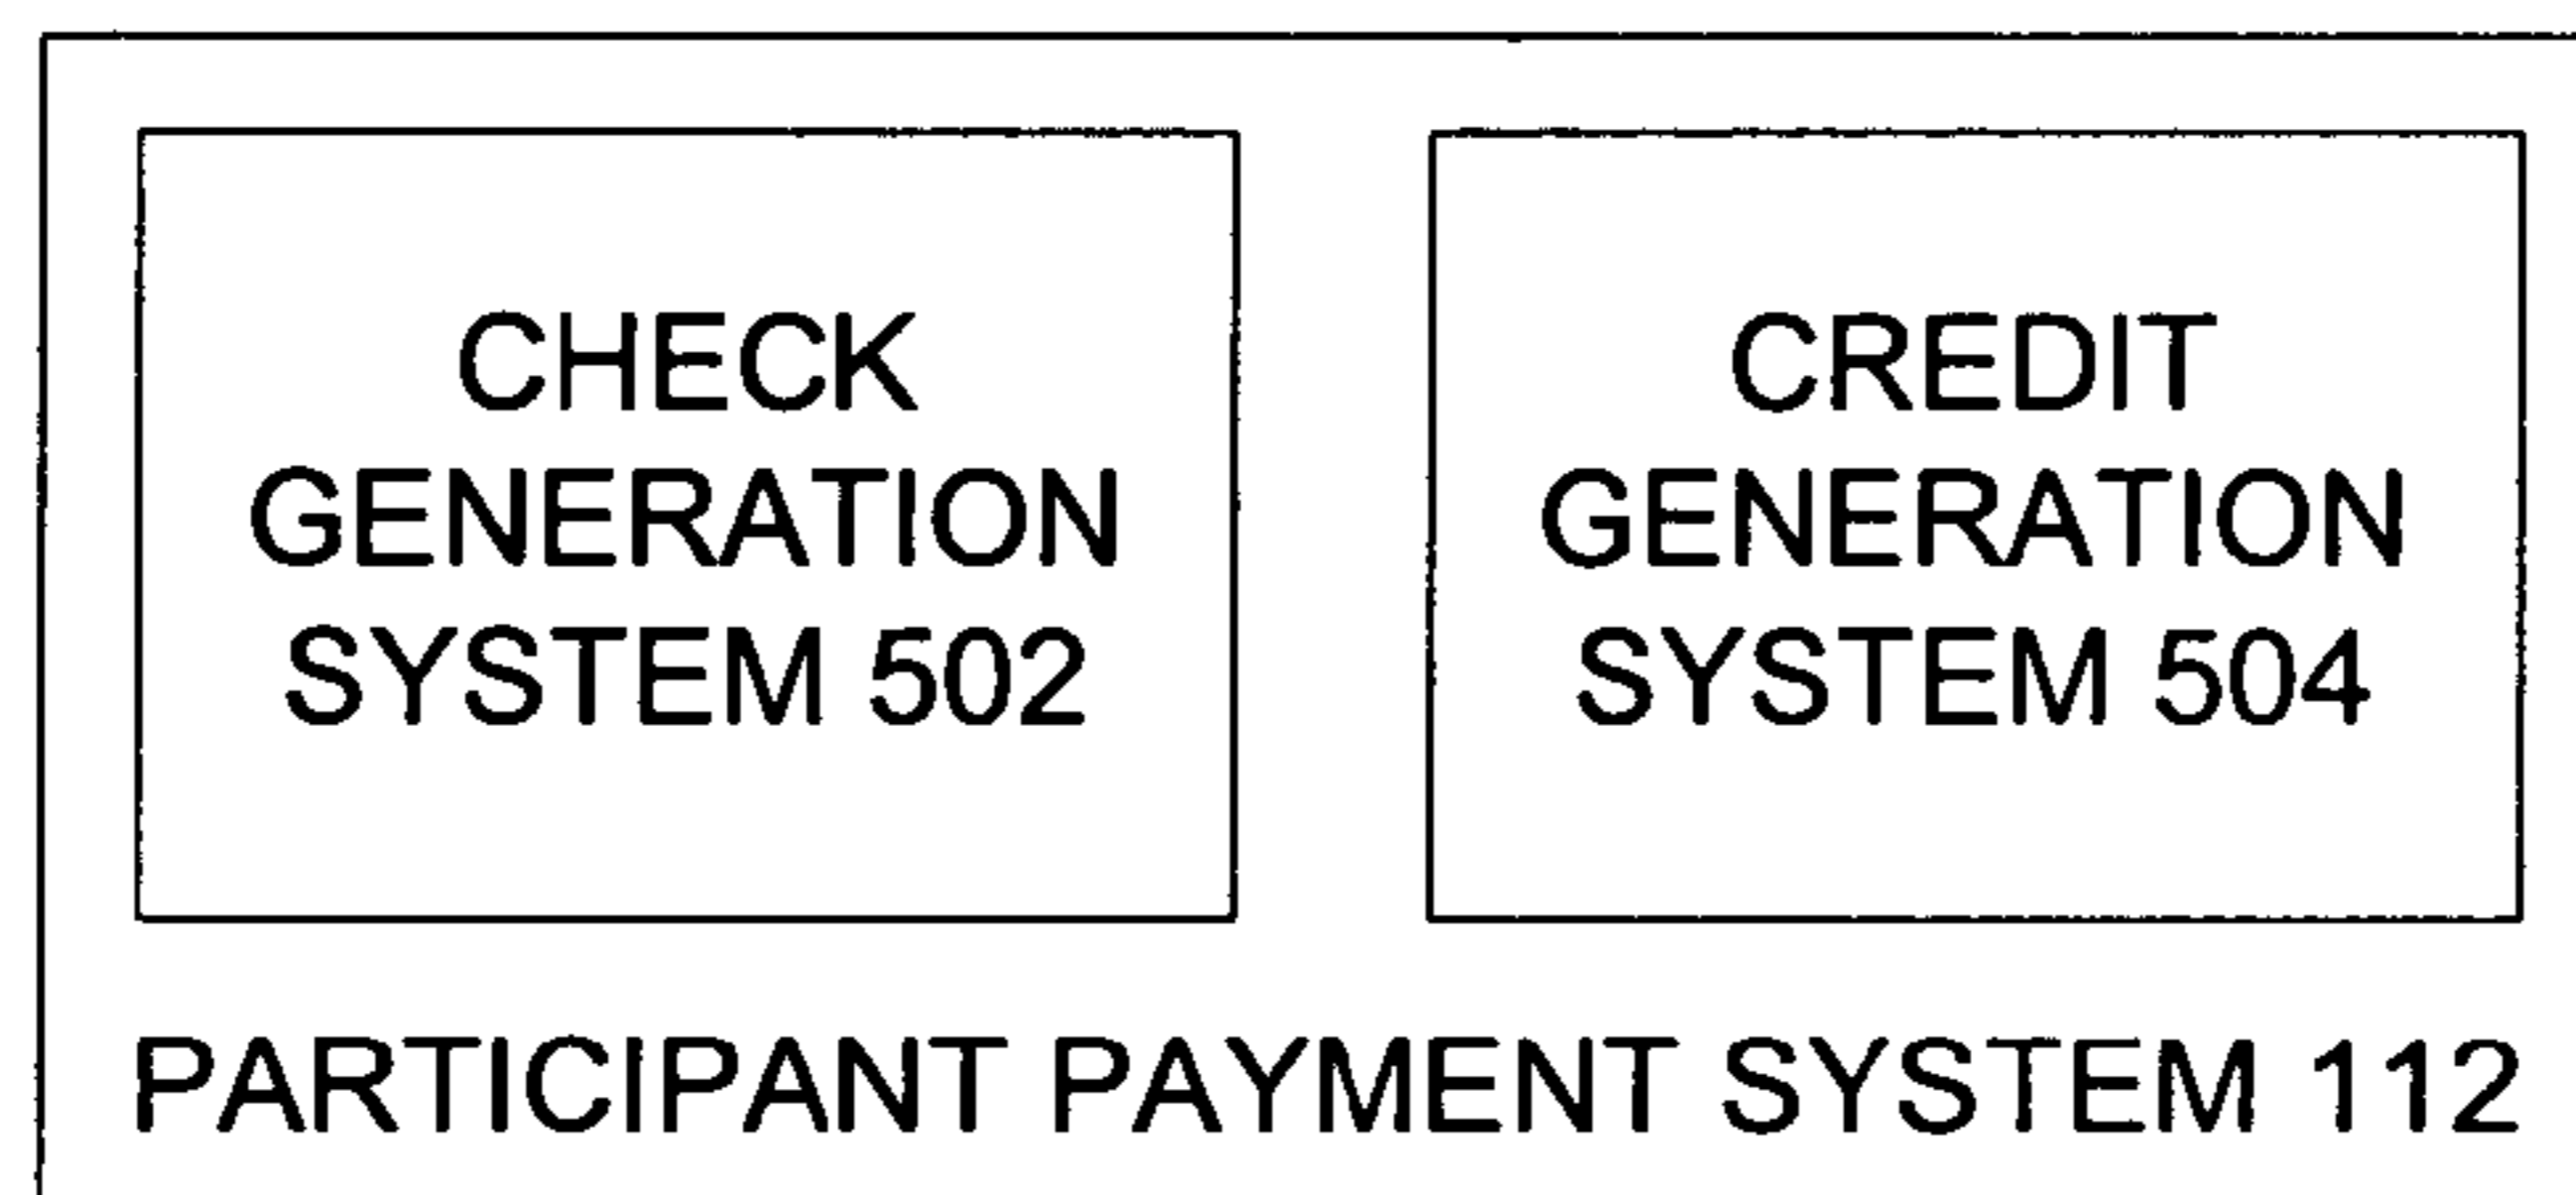 CHECK
GENERATION
SYSTEM 502
CREDIT
GENERATION
SYSTEM 504
PARTICIPANT PAYMENT SYSTEM 112